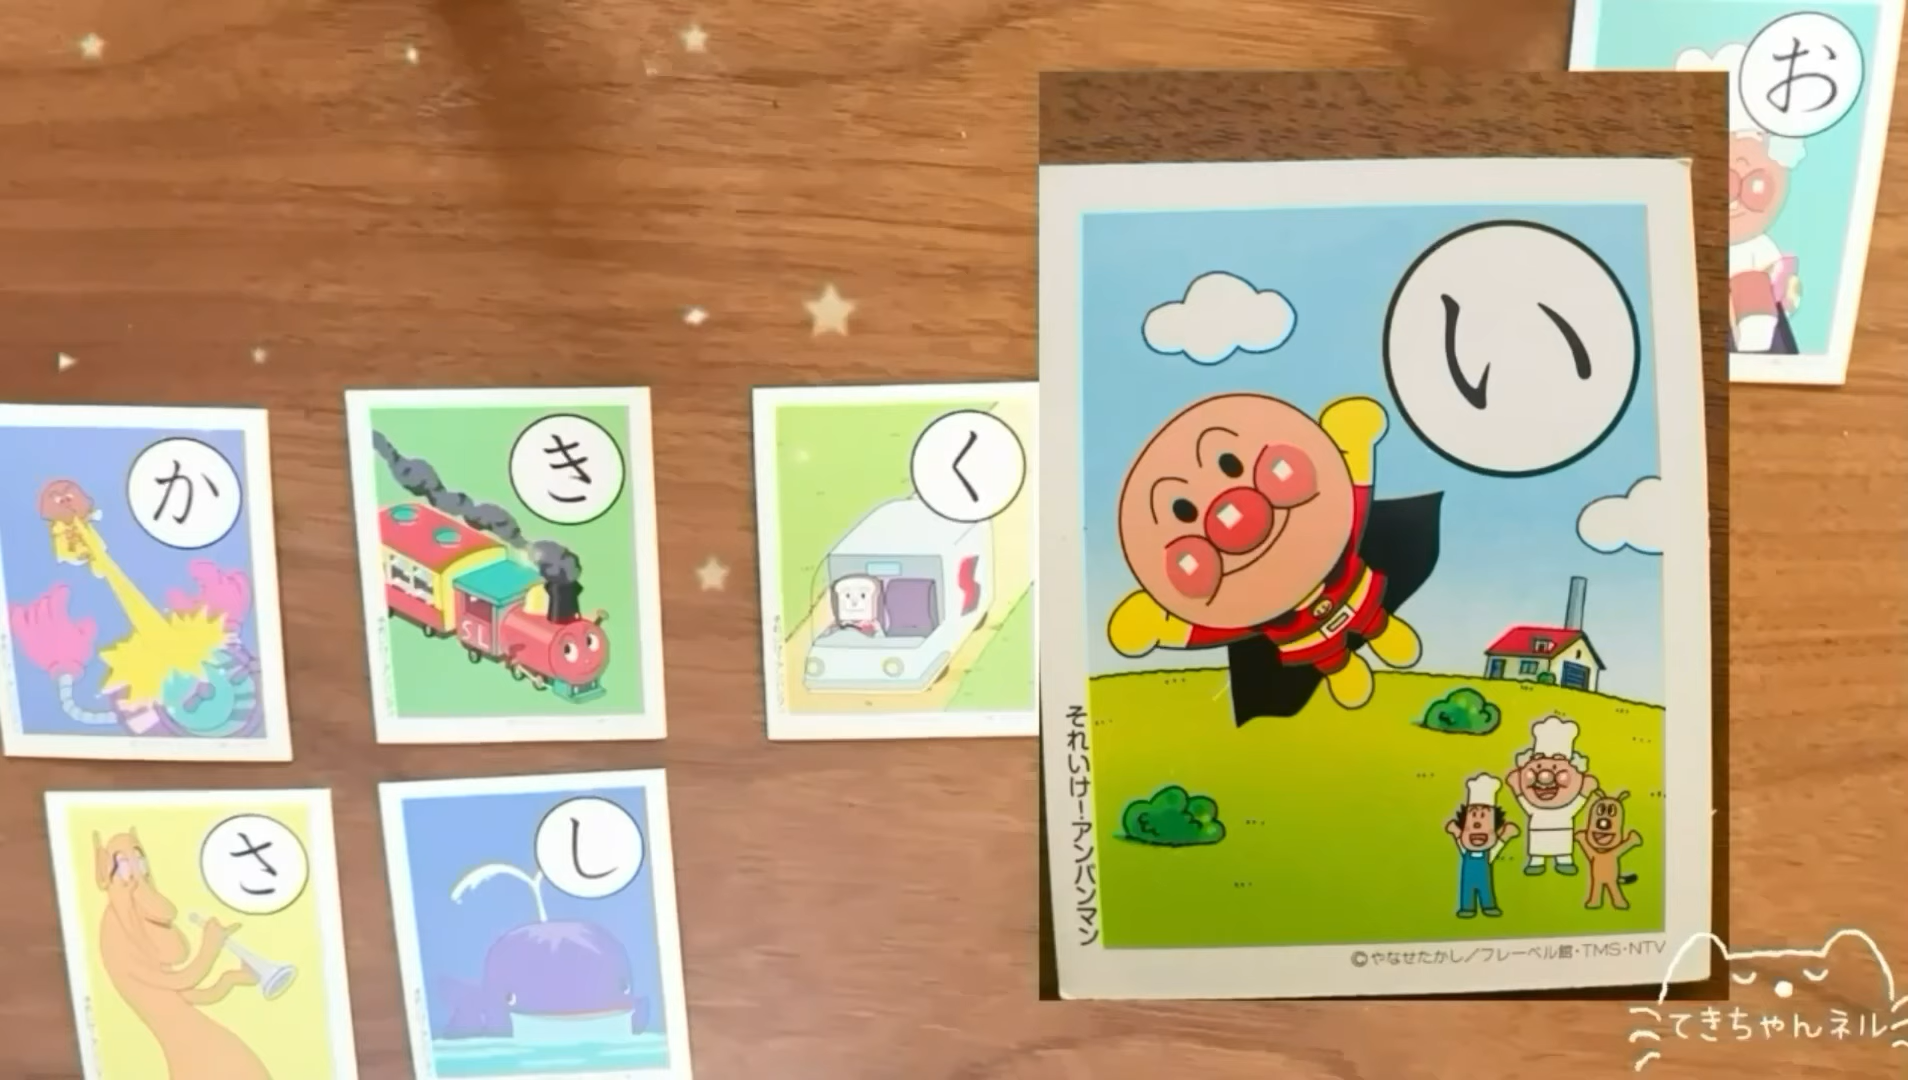 お
い
か
き
く
SL
さ
し
それいけ!アンパンマン
©やなせたかし/フレーベル館・TMS・NTV
てきちゃんネル